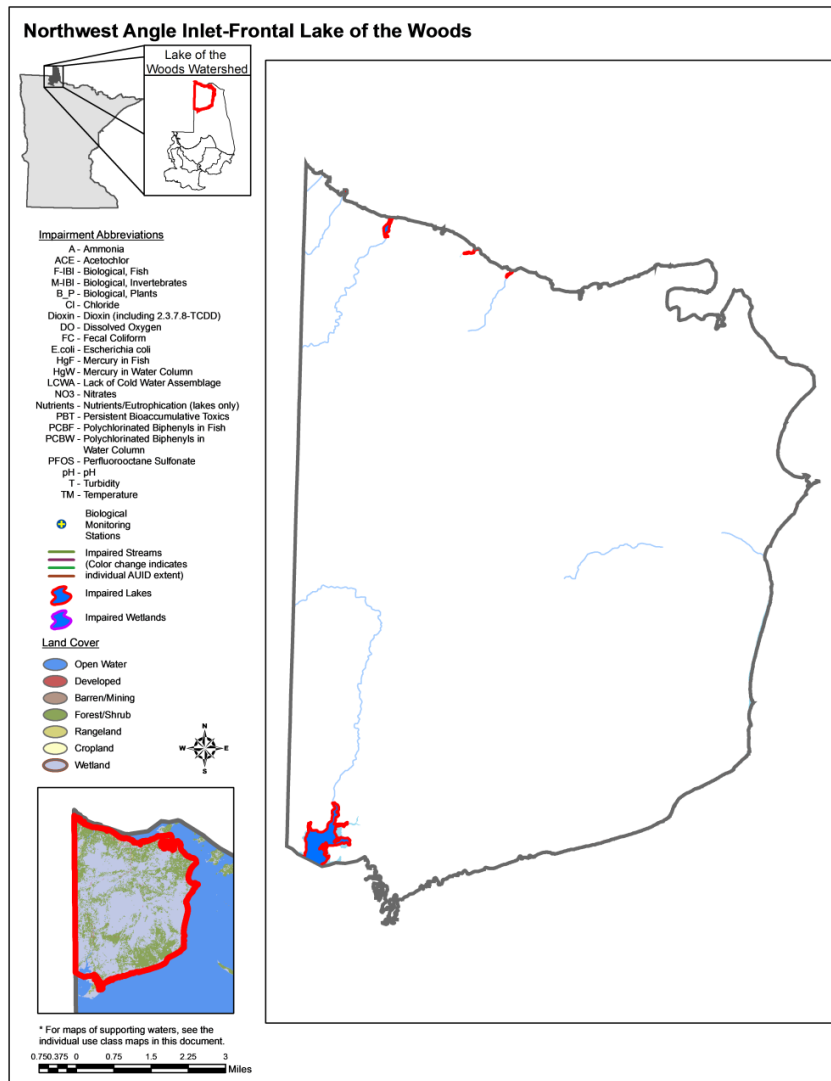 Northwest Angle Inlet-Frontal Lake of the Woods
Lake of the
Woods Watershed
Impairment Abbreviations
A - Ammonia
ACE - Acetochlor
F-IBI - Biological, Fish
M-IBI - Biological, Invertebrates
B_P - Biological, Plants
Cl - Chloride
Dioxin - Dioxin (including 2.3.7.8-TCDD)
DO - Dissolved Oxygen
FC - Fecal Coliform
E.coli - Escherichia coli
HgF - Mercury in Fish
HgW - Mercury in Water Column
LCWA - Lack of Cold Water Assemblage
NO3 - Nitrates
Nutrients - Nutrients/Eutrophication (lakes only)
PBT - Persistent Bioaccumulative Toxics
PCBF - Polychlorinated Biphenyls in Fish
PCBW - Polychlorinated Biphenyls in
Water Column
PFOS - Perfluorooctane Sulfonate
pH - pH
T - Turbidity
TM - Temperature
Biological
Monitoring
Stations
Impaired Streams
(Color change indicates
individual AUID extent)
Impaired Lakes
Impaired Wetlands
Land Cover
Open Water
Developed
Barren/Mining
Forest/Shrub
Rangeland
Cropland
Wetland
N
W E
S
* For maps of supporting waters, see the
individual use class maps in this document.
0.75 0.375 0 0.75 1.5 2.25 3
Miles